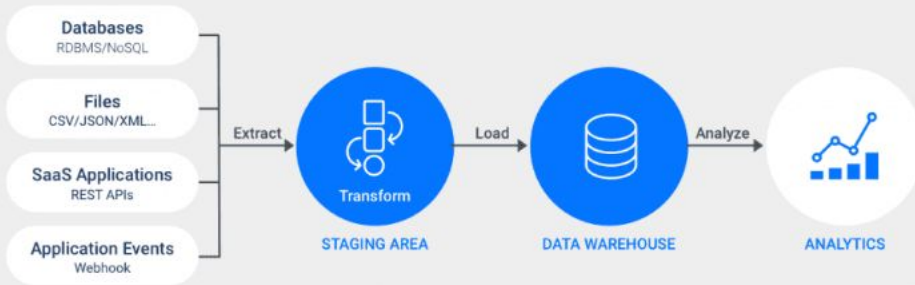 Databases
RDBMS/NoSQL
Files
CSV/JSON/XML...
SaaS Applications
REST APIs
Application Events
Webhook
Extract
Transform
STAGING AREA
Load
DATA WAREHOUSE
Analyze
ANALYTICS